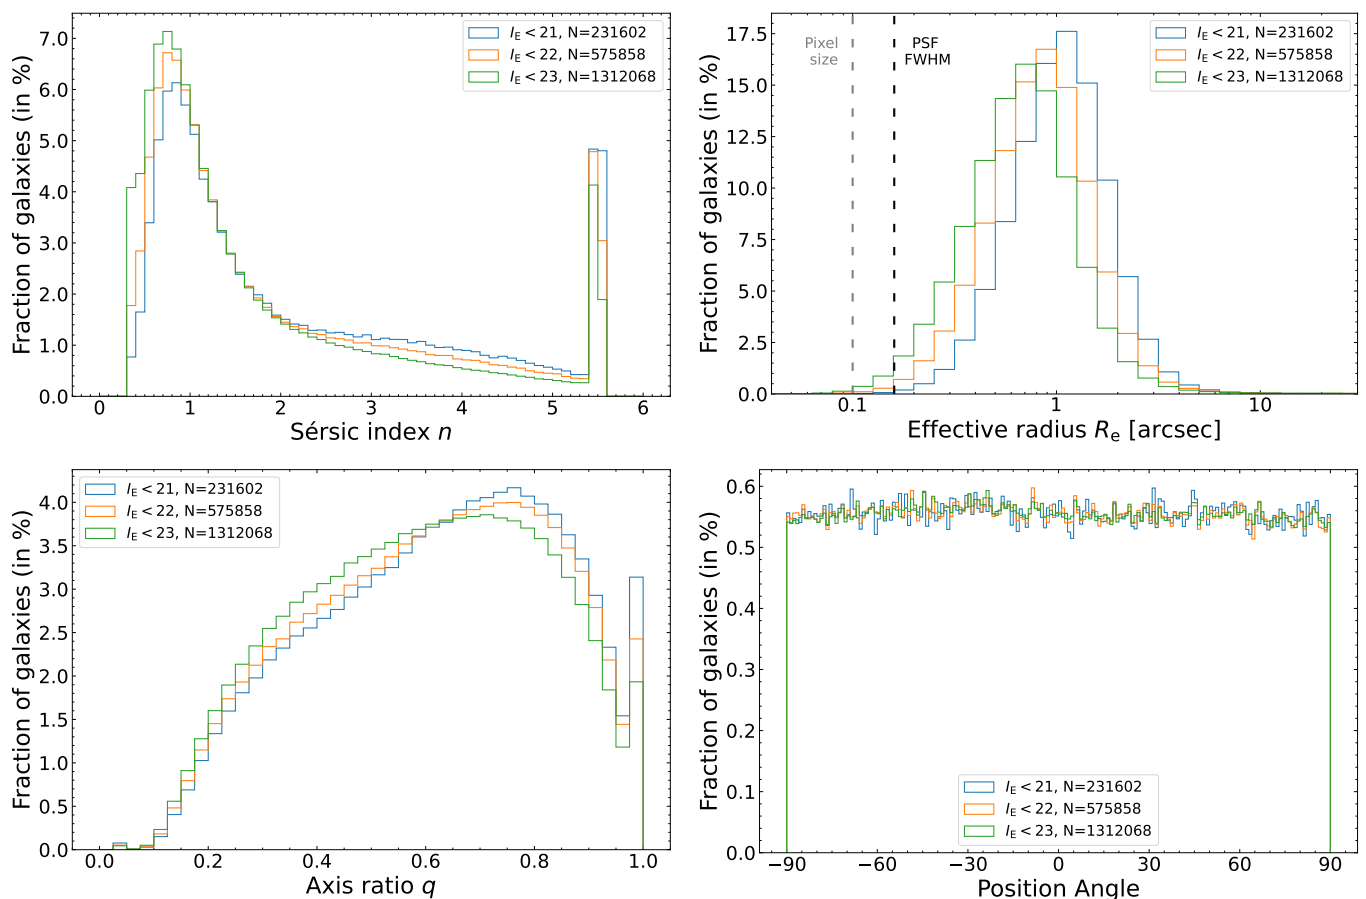 Fraction of galaxies (in %)
7.0
6.0
5.0
4.0
3.0
2.0
1.0
0.0
I_E < 21, N=231602
I_E < 22, N=575858
I_E < 23, N=1312068
0 1 2 3 4 5 6
Sérsic index n
Fraction of galaxies (in %)
17.5
15.0
12.5
10.0
7.5
5.0
2.5
0.0
Pixel
size
PSF
FWHM
I_E < 21, N=231602
I_E < 22, N=575858
I_E < 23, N=1312068
0.1 1 10
Effective radius R_e [arcsec]
Fraction of galaxies (in %)
4.0
3.5
3.0
2.5
2.0
1.5
1.0
0.5
0.0
I_E < 21, N=231602
I_E < 22, N=575858
I_E < 23, N=1312068
0.0 0.2 0.4 0.6 0.8 1.0
Axis ratio q
Fraction of galaxies (in %)
0.6
0.5
0.4
0.3
0.2
0.1
0.0
I_E < 21, N=231602
I_E < 22, N=575858
I_E < 23, N=1312068
−90 −60 −30 0 30 60 90
Position Angle